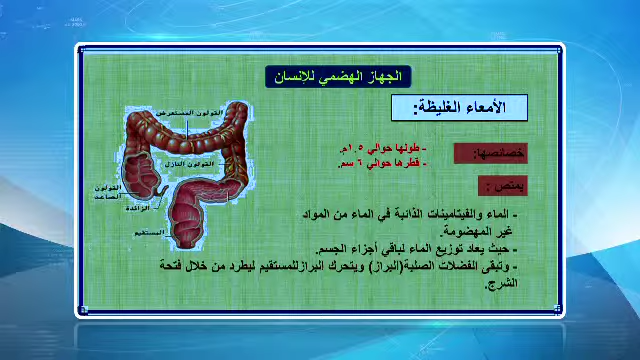 الجهاز الهضمي للإنسان
الأمعاء الغليظة:
خصائصها:
- طولها حوالي ١.٥م.
- قطرها حوالي ٦ سم.
يمتص :
- الماء والفيتامينات الذائبة في الماء من المواد
غير المهضومة.
- حيث يعاد توزيع الماء لباقي أجزاء الجسم.
- وتبقى الفضلات الصلبة(البراز) ويتحرك البرازللمستقيم ليطرد من خلال فتحة
الشرج.
القولون المستعرض
القولون النازل
القولون
الصاعد
الزائدة
المستقيم